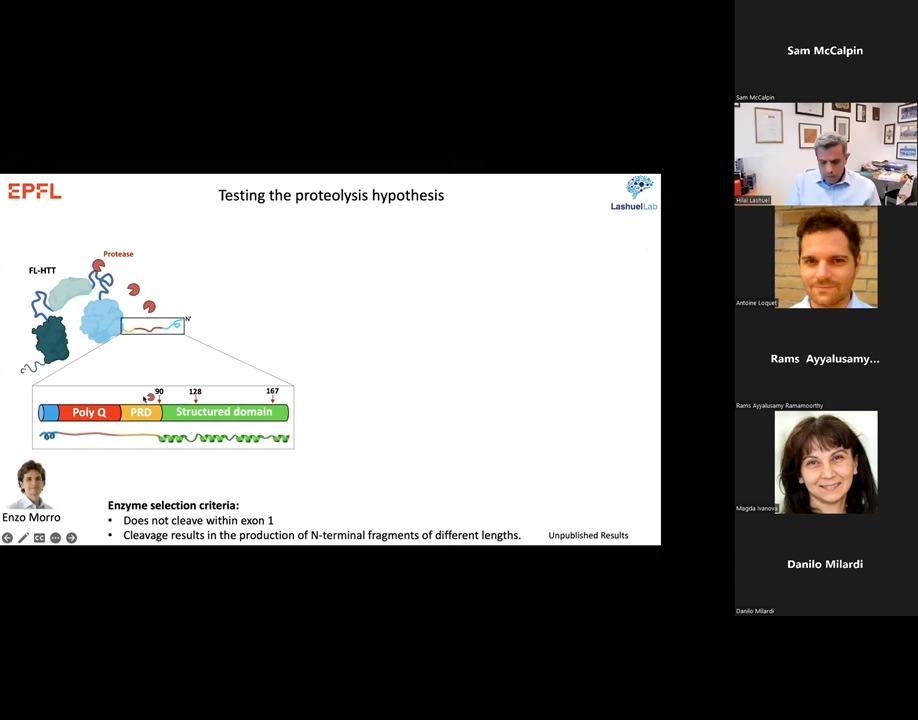 EPFL
Testing the proteolysis hypothesis
LashuelLab
Protease
FL-HTT
N'
90
128
167
Poly Q
PRD
Structured domain
Enzo Morro
Enzyme selection criteria:
• Does not cleave within exon 1
• Cleavage results in the production of N-terminal fragments of different lengths.
Unpublished Results
CC
Sam McCalpin
Sam McCalpin
Hilal Lashuel
Antoine Loquet
Rams Ayyalusamy...
Rams Ayyalusamy Ramamoorthy
Magda Ivanova
Danilo Milardi
Danilo Milardi